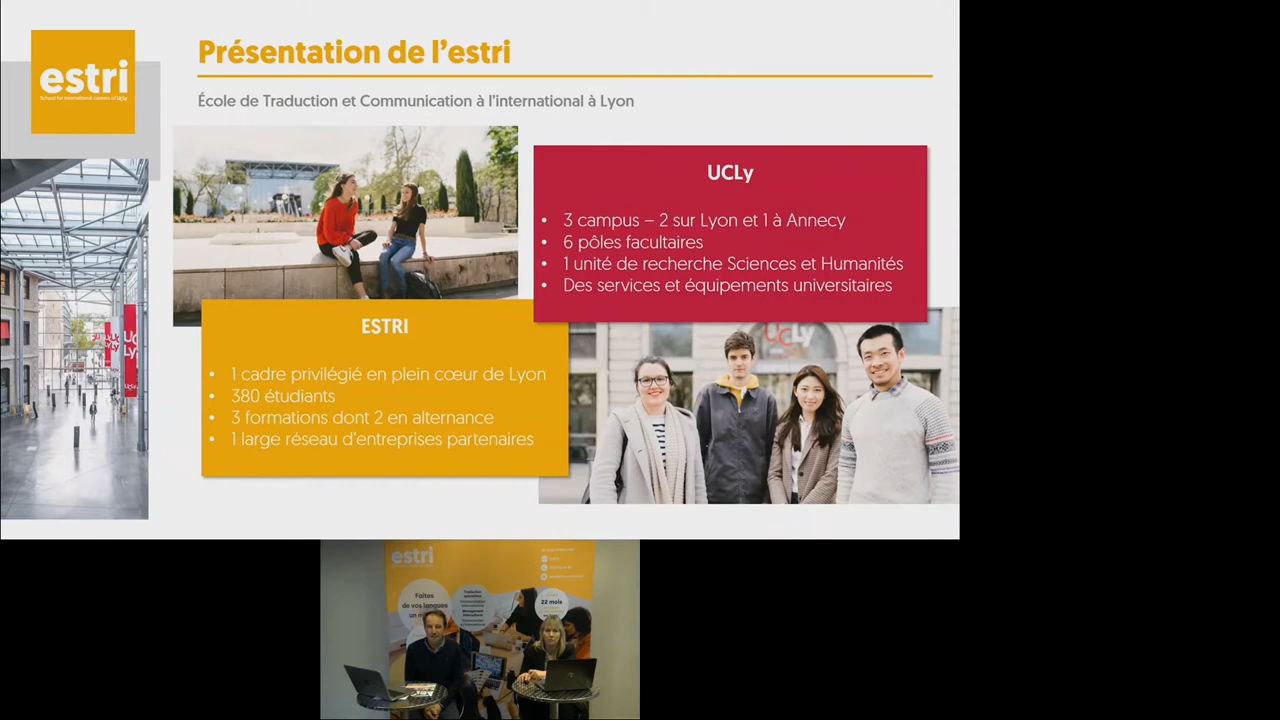 estri
School for international careers of UCLy
Présentation de l'estri
École de Traduction et Communication à l'international à Lyon
UCLy
• 3 campus – 2 sur Lyon et 1 à Annecy
• 6 pôles facultaires
• 1 unité de recherche Sciences et Humanités
• Des services et équipements universitaires
ESTRI
• 1 cadre privilégié en plein cœur de Lyon
• 380 étudiants
• 3 formations dont 2 en alternance
• 1 large réseau d'entreprises partenaires
Uc
Ly
UCLy
estri
Faites
de vos langues
22 mois